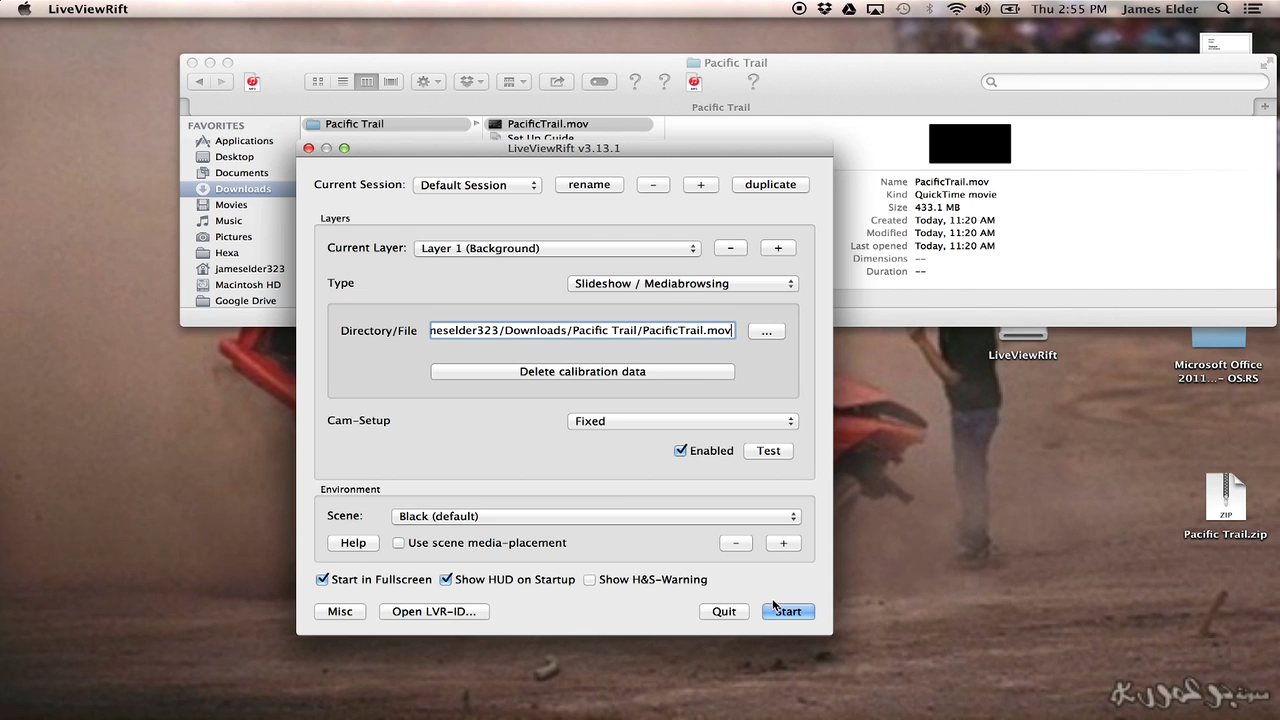 LiveViewRift
Thu 2:55 PM James Elder
Pacific Trail
Pacific Trail
FAVORITES
Applications
Desktop
Documents
Downloads
Movies
Music
Pictures
Hexa
jameselder323
Macintosh HD
Google Drive
Pacific Trail
PacificTrail.mov
Set Up Guide
Name PacificTrail.mov
Kind QuickTime movie
Size 433.1 MB
Created Today, 11:20 AM
Modified Today, 11:20 AM
Last opened Today, 11:20 AM
Dimensions --
Duration --
LiveViewRift v3.13.1
Current Session: Default Session rename - + duplicate
Layers
Current Layer: Layer 1 (Background) - +
Type Slideshow / Mediabrowsing
Directory/File neselder323/Downloads/Pacific Trail/PacificTrail.mov ...
Delete calibration data
Cam-Setup Fixed
Enabled Test
Environment
Scene: Black (default)
Help Use scene media-placement - +
Start in Fullscreen Show HUD on Startup Show H&S-Warning
Misc Open LVR-ID... Quit Start
LiveViewRift
Microsoft Office
2011...- OS.RS
ZIP
Pacific Trail.zip